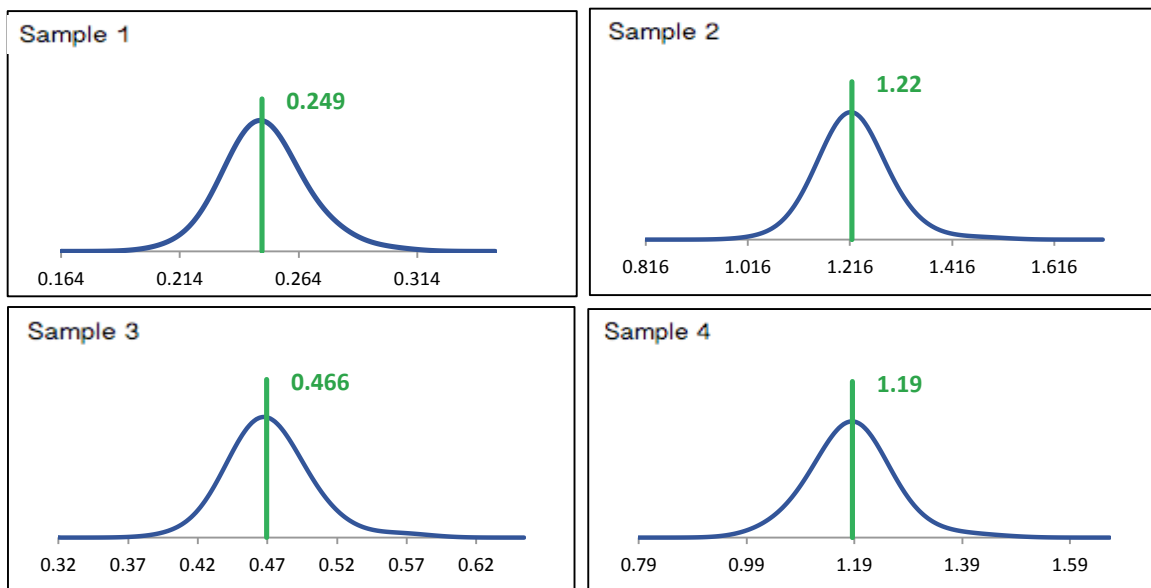 Sample 1
0.249
0.164 0.214 0.264 0.314
Sample 2
1.22
0.816 1.016 1.216 1.416 1.616
Sample 3
0.466
0.32 0.37 0.42 0.47 0.52 0.57 0.62
Sample 4
1.19
0.79 0.99 1.19 1.39 1.59